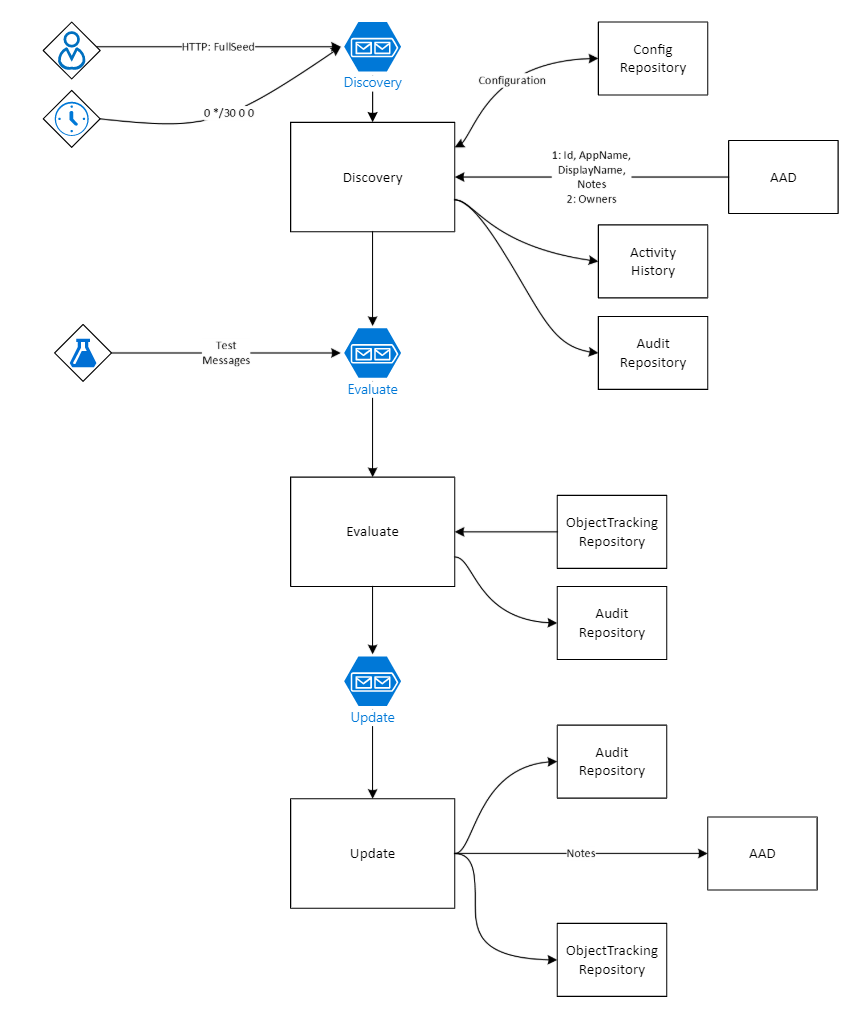 HTTP: FullSeed
Discovery
0 */30 0 0
Configuration
Config
Repository
Discovery
1: Id, AppName,
DisplayName,
Notes
2: Owners
AAD
Activity
History
Audit
Repository
Test
Messages
Evaluate
Evaluate
ObjectTracking
Repository
Audit
Repository
Update
Audit
Repository
Update
Notes
AAD
ObjectTracking
Repository